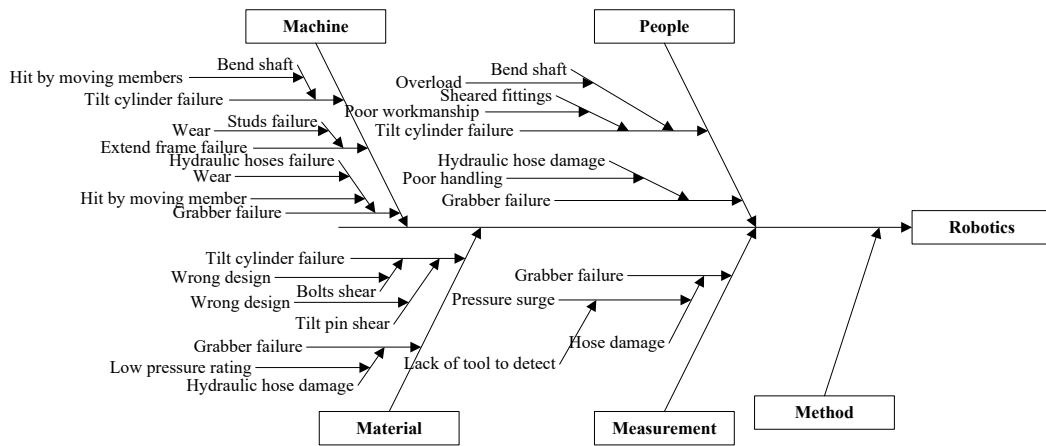 Machine
People
Bend shaft
Hit by moving members
Tilt cylinder failure
Studs failure
Wear
Extend frame failure
Hydraulic hoses failure
Wear
Hit by moving member
Grabber failure
Bend shaft
Overload
Sheared fittings
Poor workmanship
Tilt cylinder failure
Hydraulic hose damage
Poor handling
Grabber failure
Robotics
Tilt cylinder failure
Wrong design
Bolts shear
Wrong design
Tilt pin shear
Grabber failure
Low pressure rating
Hydraulic hose damage
Grabber failure
Pressure surge
Hose damage
Lack of tool to detect
Material
Measurement
Method